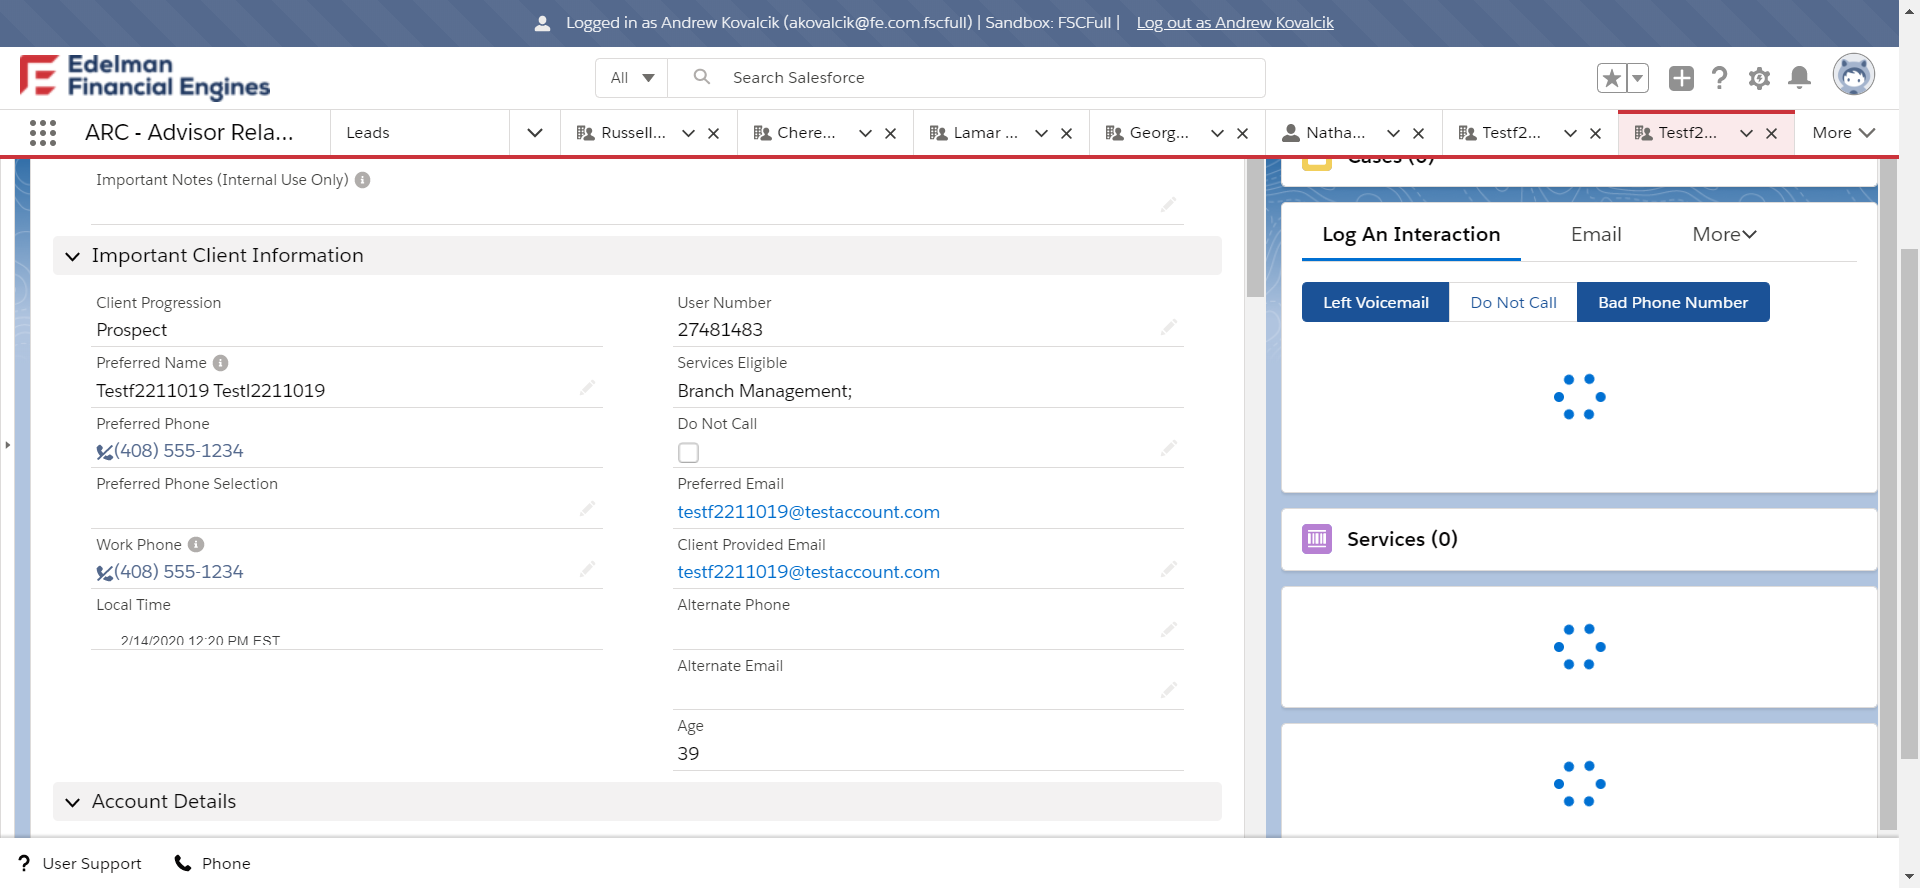 Logged in as Andrew Kovalcik (akovalcik@fe.com.fscfull) | Sandbox: FSCFull | Log out as Andrew Kovalcik
Edelman
Financial Engines
All
Search Salesforce
ARC - Advisor Rela...
Leads
Russell...
Chere...
Lamar ...
Georg...
Natha...
Testf2...
Testf2...
More
Important Notes (Internal Use Only)
Important Client Information
Client Progression
Prospect
Preferred Name
Testf2211019 Testl2211019
Preferred Phone
(408) 555-1234
Preferred Phone Selection
Work Phone
(408) 555-1234
Local Time
2/14/2020 12:20 PM EST
User Number
27481483
Services Eligible
Branch Management;
Do Not Call
Preferred Email
testf2211019@testaccount.com
Client Provided Email
testf2211019@testaccount.com
Alternate Phone
Alternate Email
Age
39
Account Details
Cases (0)
Log An Interaction
Email
More
Left Voicemail
Do Not Call
Bad Phone Number
Services (0)
User Support
Phone